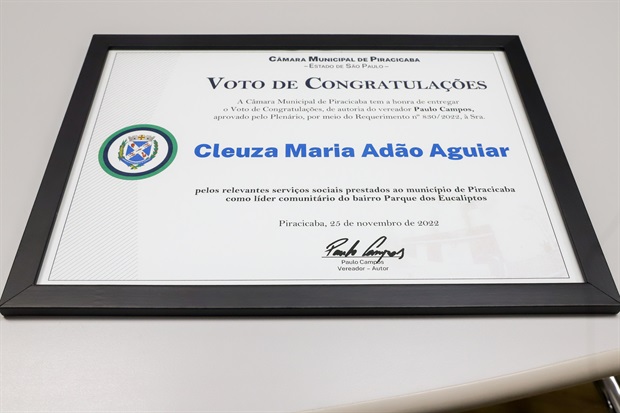 CÂMARA MUNICIPAL DE PIRACICABA
– ESTADO DE SÃO PAULO –
VOTO DE CONGRATULAÇÕES
A Câmara Municipal de Piracicaba tem a honra de entregar
o Voto de Congratulações, de autoria do vereador Paulo Campos,
aprovado pelo Plenário, por meio do Requerimento nº 830/2022, à Sra.
Cleuza Maria Adão Aguiar
pelos relevantes serviços sociais prestados ao município de Piracicaba
como líder comunitário do bairro Parque dos Eucaliptos
Piracicaba, 25 de novembro de 2022
Paulo Campos
Paulo Campos
Vereador – Autor